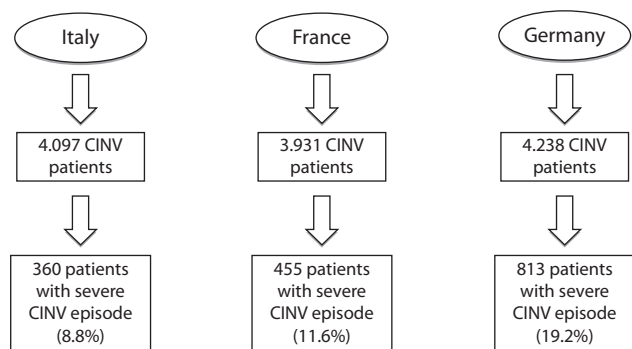 Italy
4.097 CINV
patients
360 patients
with severe
CINV episode
(8.8%)
France
3.931 CINV
patients
455 patients
with severe
CINV episode
(11.6%)
Germany
4.238 CINV
patients
813 patients
with severe
CINV episode
(19.2%)